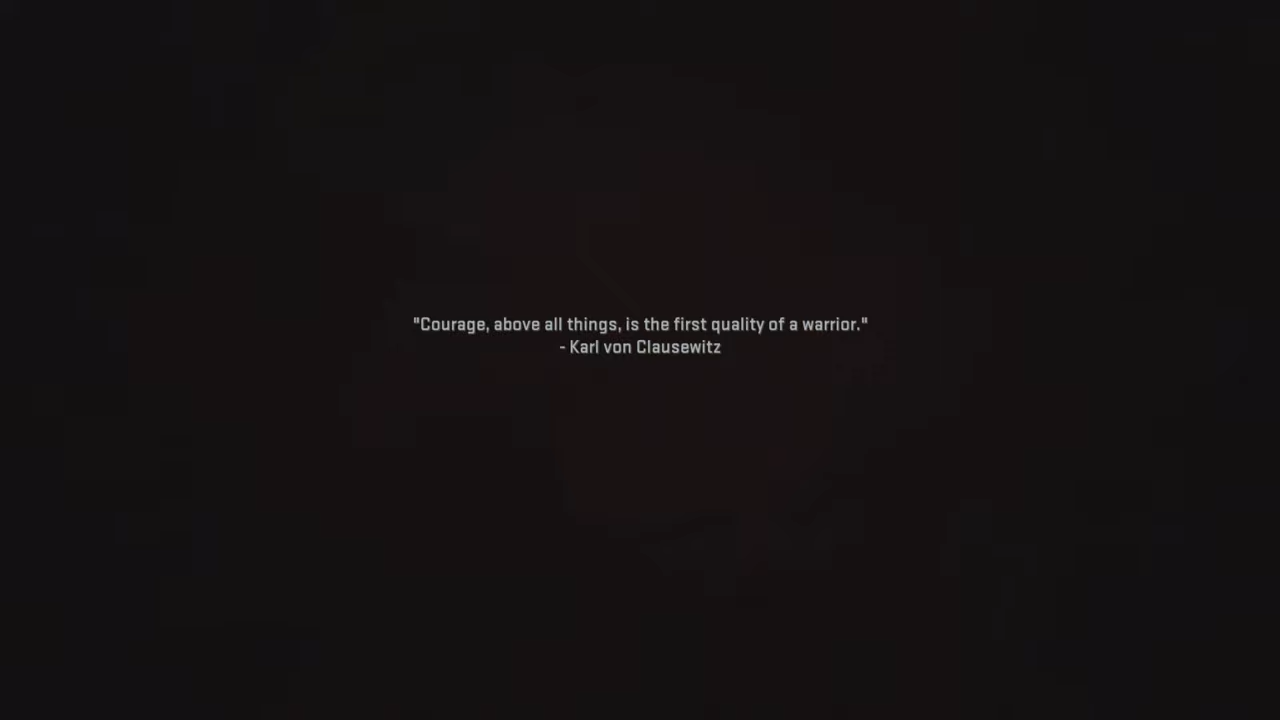 "Courage, above all things, is the first quality of a warrior."
- Karl von Clausewitz